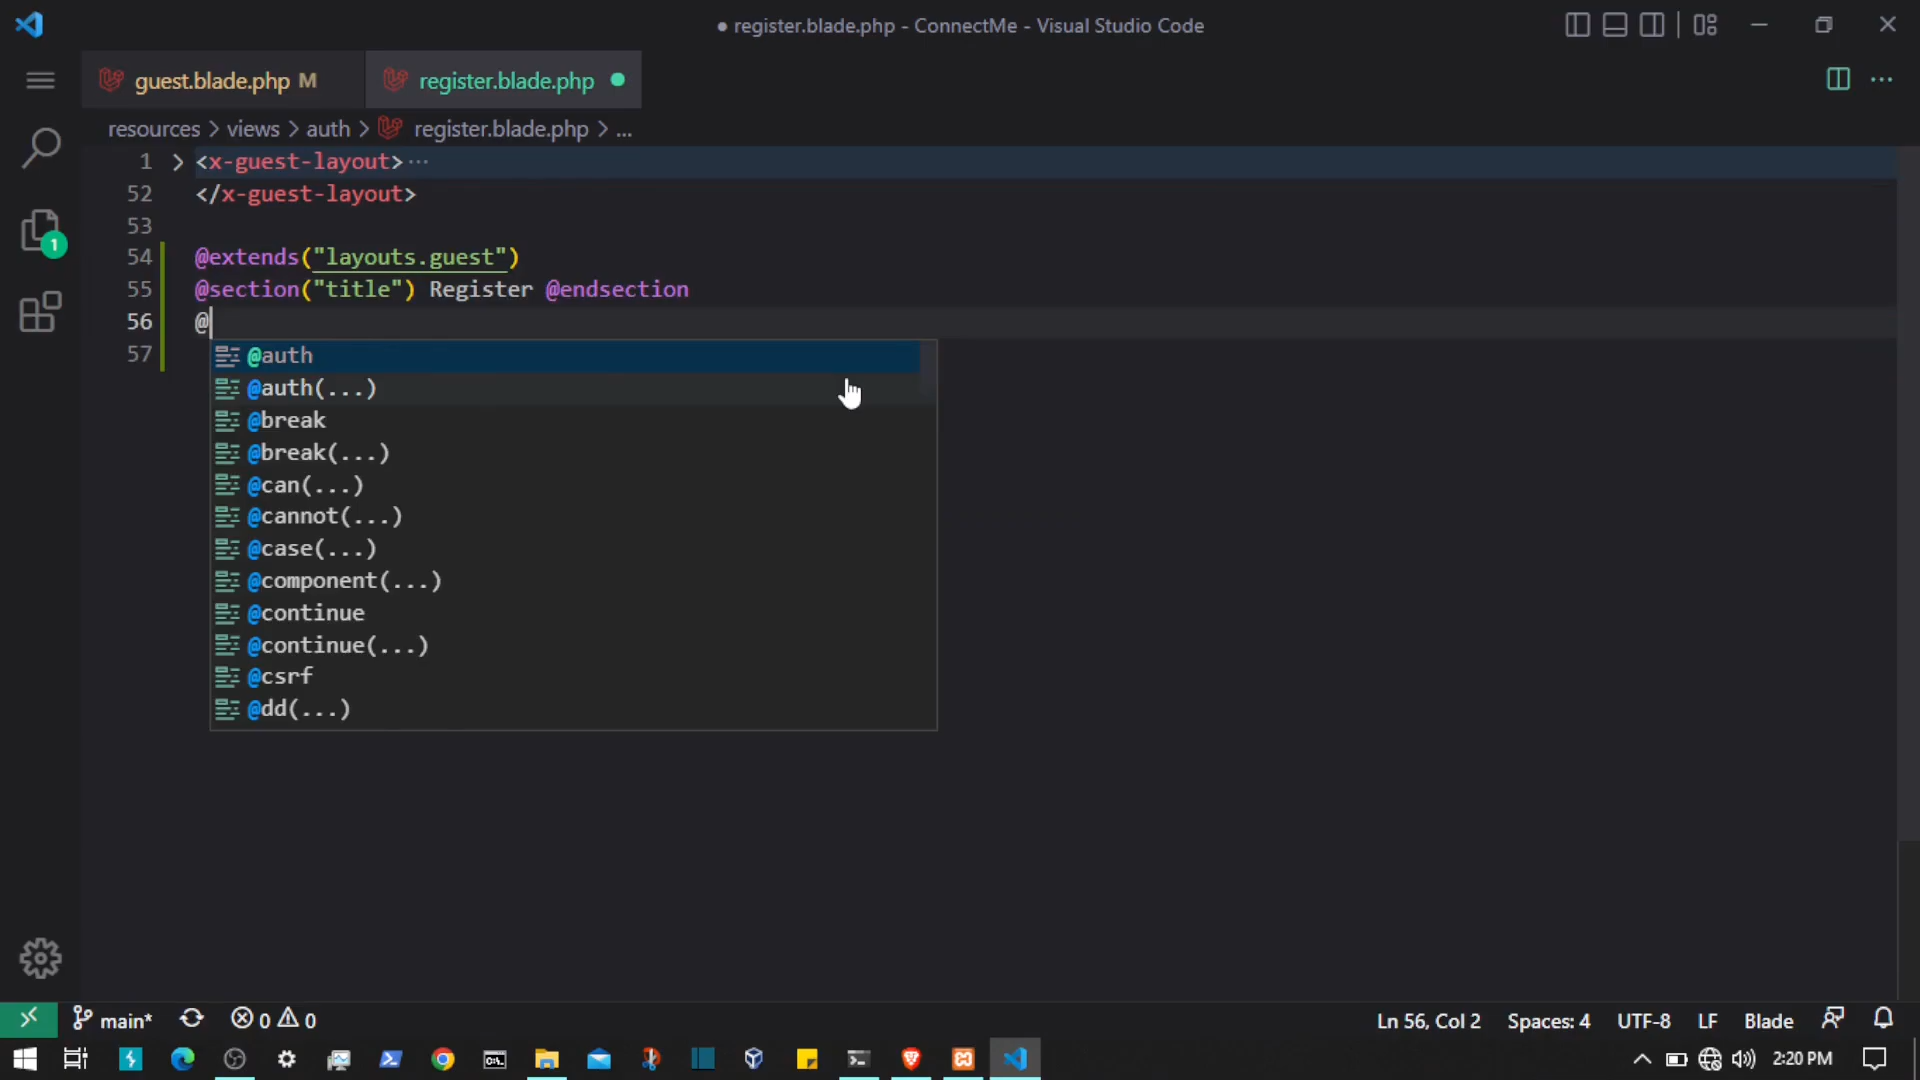 ● register.blade.php - ConnectMe - Visual Studio Code
guest.blade.php M
register.blade.php ●
resources > views > auth > register.blade.php > ...
1 > <x-guest-layout> ...
52 </x-guest-layout>
53
54 @extends("layouts.guest")
55 @section("title") Register @endsection
56 @
57
@auth
@auth(...)
@break
@break(...)
@can(...)
@cannot(...)
@case(...)
@component(...)
@continue
@continue(...)
@csrf
@dd(...)
1
main* 0 0 Ln 56, Col 2 Spaces: 4 UTF-8 LF Blade
2:20 PM